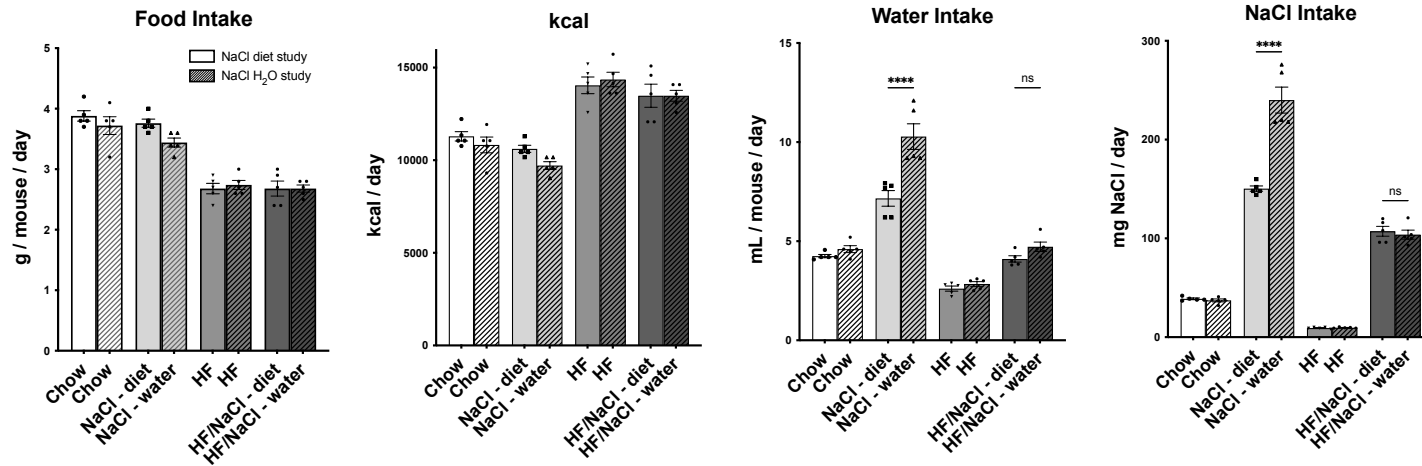 Food Intake
g / mouse / day
5
4
3
2
1
0
NaCl diet study
NaCl H₂O study
Chow
Chow
NaCl - diet
NaCl - water
HF
HF
HF/NaCl - diet
HF/NaCl - water
kcal
kcal / day
15000
10000
5000
0
Chow
Chow
NaCl - diet
NaCl - water
HF
HF
HF/NaCl - diet
HF/NaCl - water
Water Intake
mL / mouse / day
15
10
5
0
****
ns
Chow
Chow
NaCl - diet
NaCl - water
HF
HF
HF/NaCl - diet
HF/NaCl - water
NaCl Intake
mg NaCl / day
300
200
100
0
****
ns
Chow
Chow
NaCl - diet
NaCl - water
HF
HF
HF/NaCl - diet
HF/NaCl - water